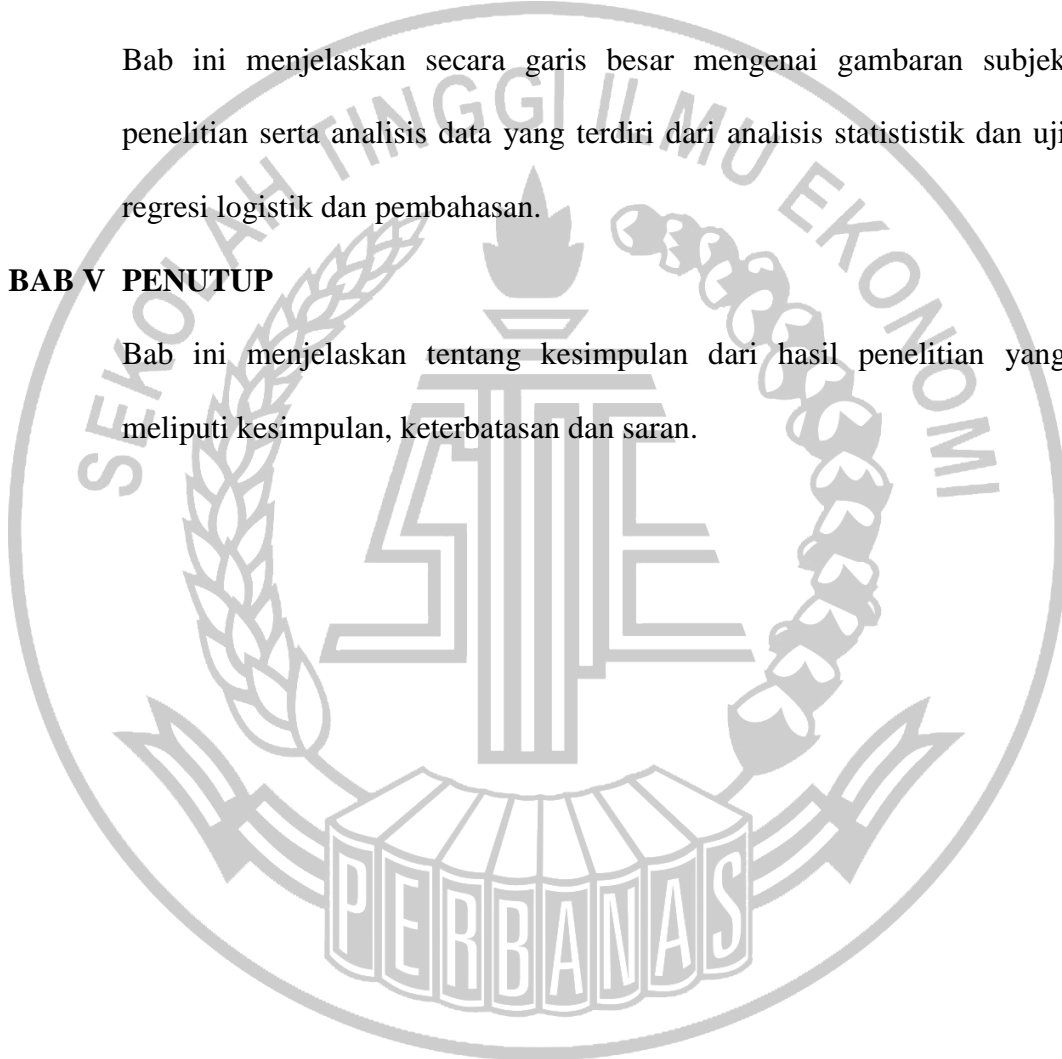 Bab ini menjelaskan secara garis besar mengenai gambaran subjek
penelitian serta analisis data yang terdiri dari analisis statististik dan uji
regresi logistik dan pembahasan.
BAB V PENUTUP
Bab ini menjelaskan tentang kesimpulan dari hasil penelitian yang
meliputi kesimpulan, keterbatasan dan saran.
SEKOLAH TINGGI ILMU EKONOMI
STIE
PERBANAS